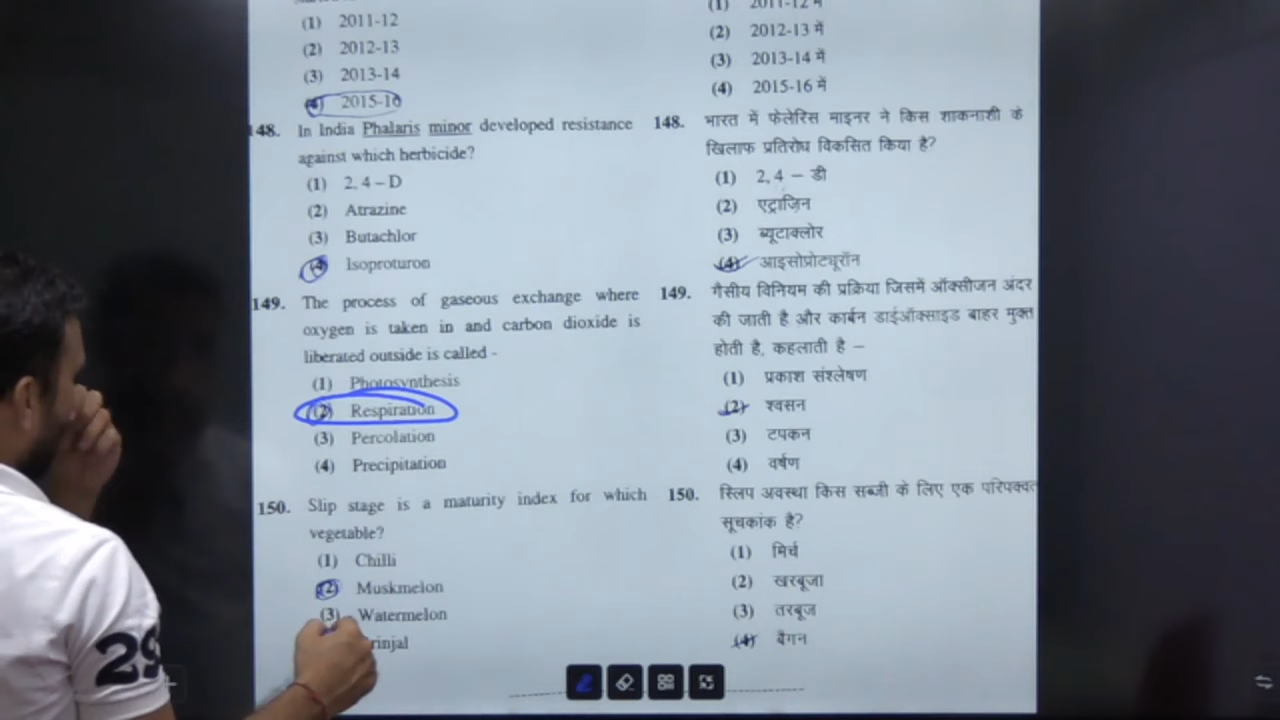 (1) 2011-12
(2) 2012-13
(3) 2013-14
(4) 2015-16
148. In India Phalaris minor developed resistance
against which herbicide?
(1) 2, 4 – D
(2) Atrazine
(3) Butachlor
(4) Isoproturon
149. The process of gaseous exchange where
oxygen is taken in and carbon dioxide is
liberated outside is called -
(1) Photosynthesis
(2) Respiration
(3) Percolation
(4) Precipitation
150. Slip stage is a maturity index for which
vegetable?
(1) Chilli
(2) Muskmelon
(3) Watermelon
rinjal
(1) 2011-12 में
(2) 2012-13 में
(3) 2013-14 में
(4) 2015-16 में
148. भारत में फेलेरिस माइनर ने किस शाकनाशी के
खिलाफ प्रतिरोध विकसित किया है?
(1) 2, 4 – डी
(2) एट्राज़िन
(3) ब्यूटाक्लोर
(4) आइसोप्रोट्यूरॉन
149. गैसीय विनियम की प्रक्रिया जिसमें ऑक्सीजन अंदर
की जाती है और कार्बन डाईऑक्साइड बाहर मुक्त
होती है, कहलाती है –
(1) प्रकाश संश्लेषण
(2) श्वसन
(3) टपकन
(4) वर्षण
150. स्लिप अवस्था किस सब्जी के लिए एक परिपक्वत
सूचकांक है?
(1) मिर्च
(2) खरबूजा
(3) तरबूज
(4) बैंगन
29